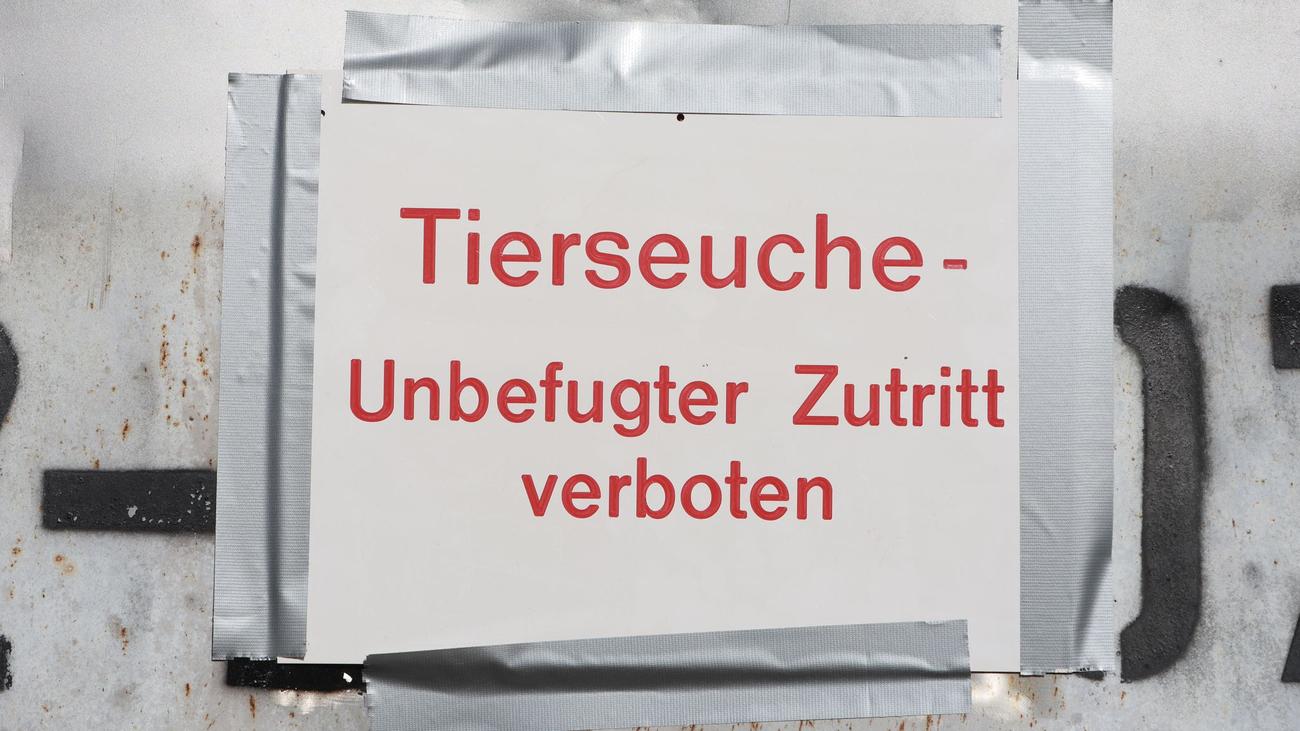 Tierseuche-
Unbefugter Zutritt
verboten